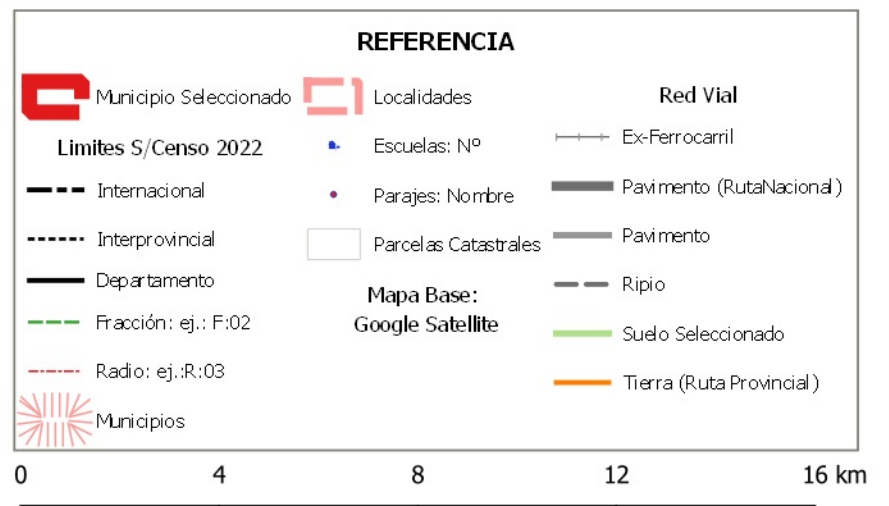 REFERENCIA
Municipio Seleccionado
Limites S/Censo 2022
Internacional
Interprovincial
Departamento
Fracción: ej.: F:02
Radio: ej.:R:03
Municipios
Localidades
Escuelas: Nº
Parajes: Nombre
Parcelas Catastrales
Mapa Base:
Google Satellite
Red Vial
Ex-Ferrocarril
Pavimento (RutaNacional)
Pavimento
Ripio
Suelo Seleccionado
Tierra (Ruta Provincial)
0 4 8 12 16 km